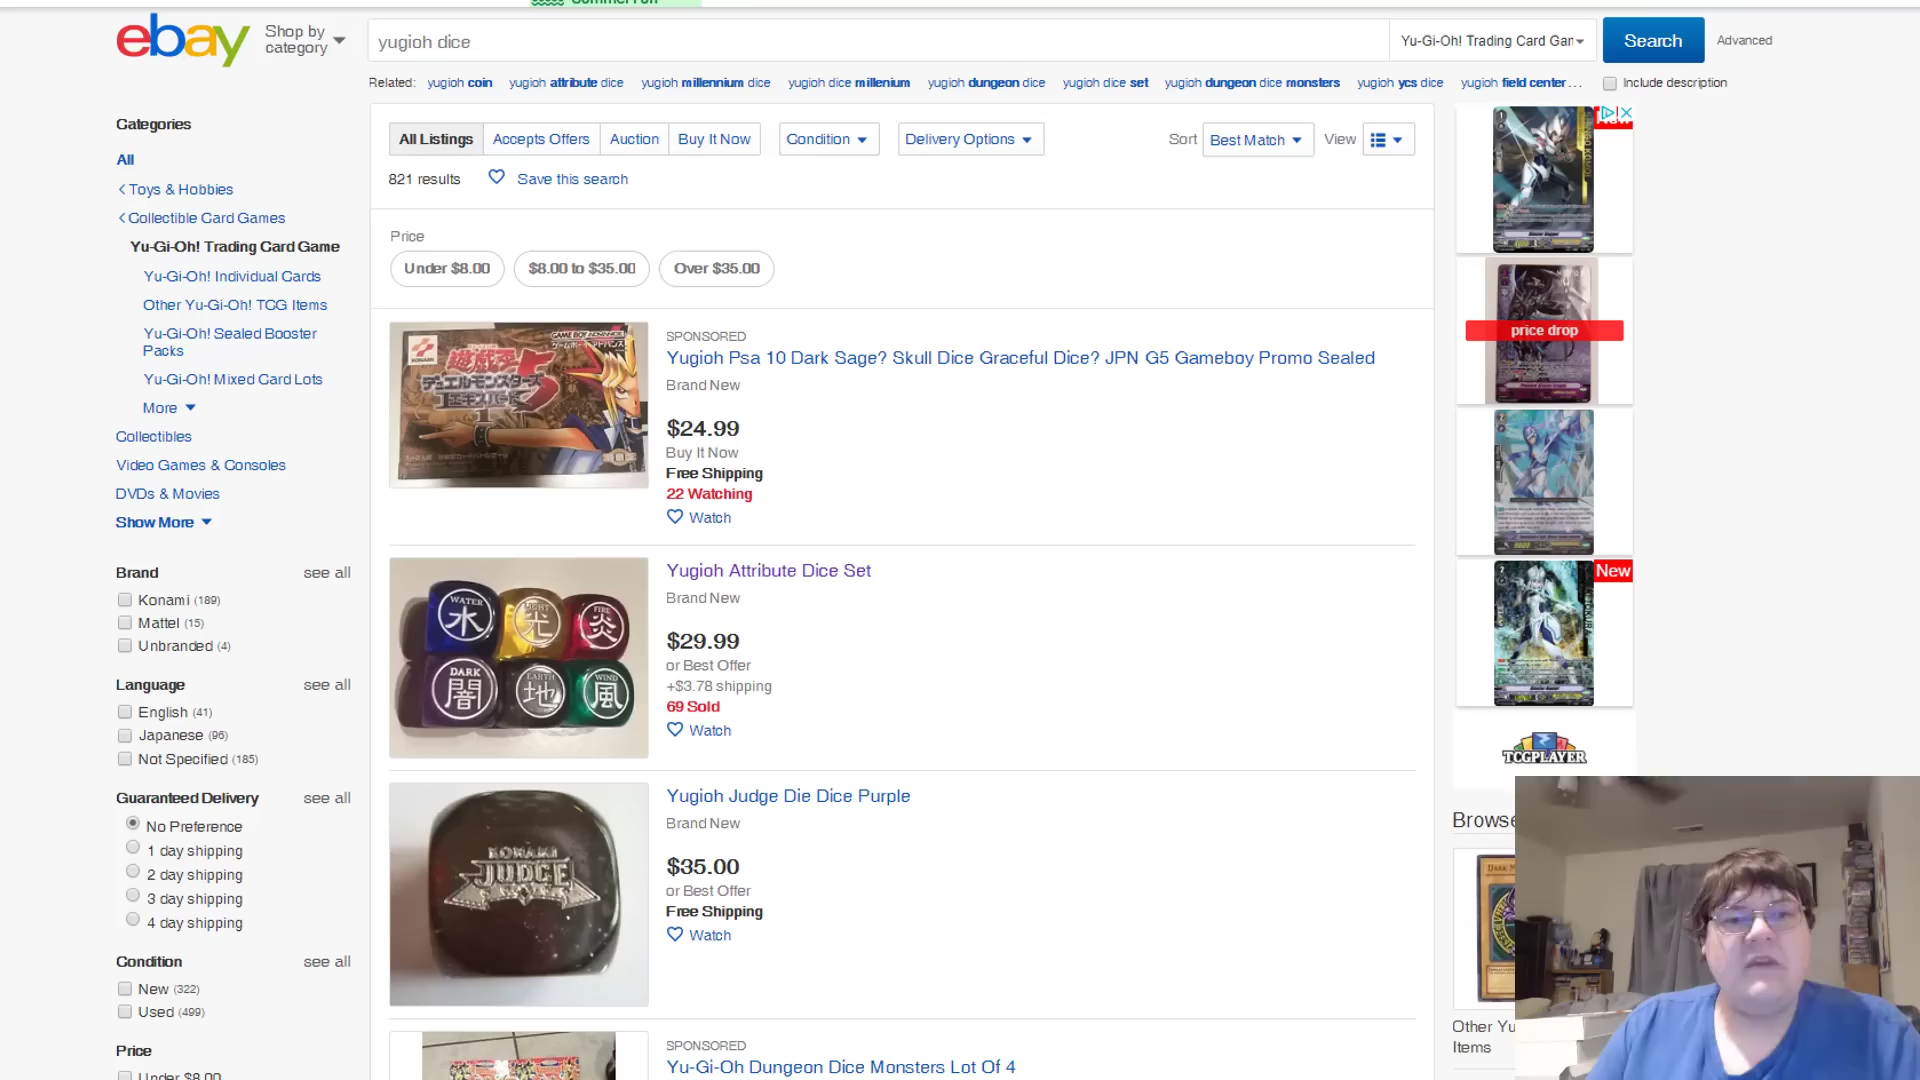 ebay
Shop by category
yugioh dice
Yu-Gi-Oh! Trading Card Gar
Search
Advanced
Related: yugioh coin yugioh attribute dice yugioh millennium dice yugioh dice millenium yugioh dungeon dice yugioh dice set yugioh dungeon dice monsters yugioh ycs dice yugioh field center...
Include description
Categories
All
Toys & Hobbies
Collectible Card Games
Yu-Gi-Oh! Trading Card Game
Yu-Gi-Oh! Individual Cards
Other Yu-Gi-Oh! TCG Items
Yu-Gi-Oh! Sealed Booster
Packs
Yu-Gi-Oh! Mixed Card Lots
More
Collectibles
Video Games & Consoles
DVDs & Movies
Show More
Brand see all
Konami (189)
Mattel (15)
Unbranded (4)
Language see all
English (41)
Japanese (96)
Not Specified (185)
Guaranteed Delivery see all
No Preference
1 day shipping
2 day shipping
3 day shipping
4 day shipping
Condition see all
New (322)
Used (499)
Price
Under $8.00
All Listings Accepts Offers Auction Buy It Now Condition Delivery Options
Sort Best Match View
821 results Save this search
Price
Under $8.00 $8.00 to $35.00 Over $35.00
KONAMI
GAME BOY ADVANCE
SPONSORED
Yugioh Psa 10 Dark Sage? Skull Dice Graceful Dice? JPN G5 Gameboy Promo Sealed
Brand New
$24.99
Buy It Now
Free Shipping
22 Watching
Watch
WATER 水
LIGHT 光
FIRE 炎
DARK 闇
EARTH 地
WIND 風
Yugioh Attribute Dice Set
Brand New
$29.99
or Best Offer
+$3.78 shipping
69 Sold
Watch
KONAMI
JUDGE
Yugioh Judge Die Dice Purple
Brand New
$35.00
or Best Offer
Free Shipping
Watch
SPONSORED
Yu-Gi-Oh Dungeon Dice Monsters Lot Of 4
price drop
New
TCGPLAYER
Browse
Other Yu
Items